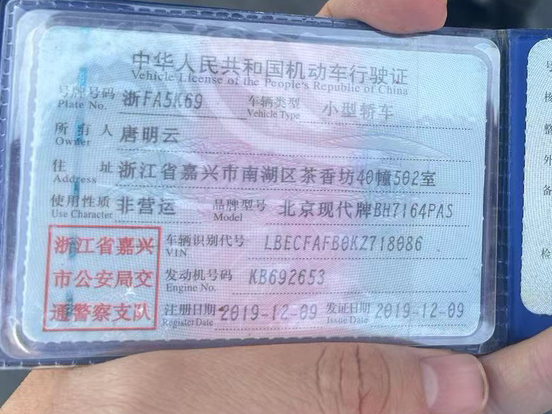 中华人民共和国机动车行驶证
Vehicle License of the People's Republic of China
号牌号码 浙FA5K69 车辆类型 小型轿车
Plate No. Vehicle Type
所有人 唐明云
Owner
住址 浙江省嘉兴市南湖区茶香坊40幢502室
Address
使用性质 非营运 品牌型号 北京现代牌BH7164PAS
Use Character Model
浙江省嘉兴
市公安局交
通警察支队
车辆识别代号 LBECFAFB0KZ718086
VIN
发动机号码 KB692653
Engine No.
注册日期 2019-12-09 发证日期 2019-12-09
Register Date Issue Date
号
核
整
外
备
检